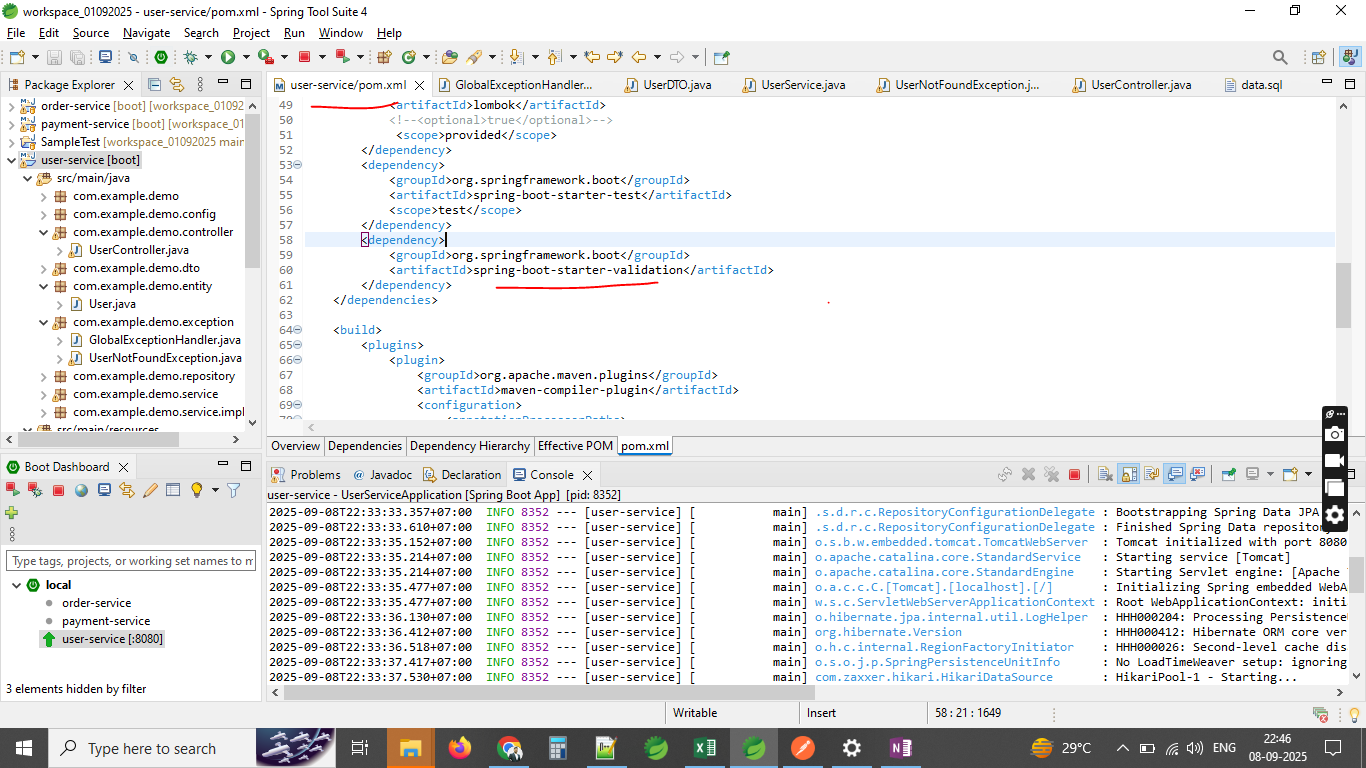 workspace_01092025 - user-service/pom.xml - Spring Tool Suite 4
File Edit Source Navigate Search Project Run Window Help
Package Explorer
user-service/pom.xml
GlobalExceptionHandler...
UserDTO.java
UserService.java
UserNotFoundException.j...
UserController.java
data.sql
order-service [boot] [workspace_01092
payment-service [boot] [workspace_01
SampleTest [workspace_01092025 main
user-service [boot]
src/main/java
com.example.demo
com.example.demo.config
com.example.demo.controller
UserController.java
com.example.demo.dto
com.example.demo.entity
User.java
com.example.demo.exception
GlobalExceptionHandler.java
UserNotFoundException.java
com.example.demo.repository
com.example.demo.service
com.example.demo.service.impl
src/main/resources
49 <artifactId>lombok</artifactId>
50 <!--<optional>true</optional>-->
51 <scope>provided</scope>
52 </dependency>
53 <dependency>
54 <groupId>org.springframework.boot</groupId>
55 <artifactId>spring-boot-starter-test</artifactId>
56 <scope>test</scope>
57 </dependency>
58 <dependency>
59 <groupId>org.springframework.boot</groupId>
60 <artifactId>spring-boot-starter-validation</artifactId>
61 </dependency>
62 </dependencies>
63
64 <build>
65 <plugins>
66 <plugin>
67 <groupId>org.apache.maven.plugins</groupId>
68 <artifactId>maven-compiler-plugin</artifactId>
69 <configuration>
Overview Dependencies Dependency Hierarchy Effective POM pom.xml
Boot Dashboard
Type tags, projects, or working set names to m
local
order-service
payment-service
user-service [:8080]
3 elements hidden by filter
Problems Javadoc Declaration Console
user-service - UserServiceApplication [Spring Boot App] [pid: 8352]
2025-09-08T22:33:33.357+07:00 INFO 8352 --- [user-service] [ main] .s.d.r.c.RepositoryConfigurationDelegate : Bootstrapping Spring Data JPA
2025-09-08T22:33:33.610+07:00 INFO 8352 --- [user-service] [ main] .s.d.r.c.RepositoryConfigurationDelegate : Finished Spring Data repository
2025-09-08T22:33:35.152+07:00 INFO 8352 --- [user-service] [ main] o.s.b.w.embedded.tomcat.TomcatWebServer : Tomcat initialized with port 8080
2025-09-08T22:33:35.214+07:00 INFO 8352 --- [user-service] [ main] o.apache.catalina.core.StandardService : Starting service [Tomcat]
2025-09-08T22:33:35.214+07:00 INFO 8352 --- [user-service] [ main] o.apache.catalina.core.StandardEngine : Starting Servlet engine: [Apache
2025-09-08T22:33:35.477+07:00 INFO 8352 --- [user-service] [ main] o.a.c.c.C.[Tomcat].[localhost].[/] : Initializing Spring embedded WebA
2025-09-08T22:33:35.477+07:00 INFO 8352 --- [user-service] [ main] w.s.c.ServletWebServerApplicationContext : Root WebApplicationContext: initi
2025-09-08T22:33:36.130+07:00 INFO 8352 --- [user-service] [ main] o.hibernate.jpa.internal.util.LogHelper : HHH000204: Processing Persistence
2025-09-08T22:33:36.412+07:00 INFO 8352 --- [user-service] [ main] org.hibernate.Version : HHH000412: Hibernate ORM core ver
2025-09-08T22:33:36.518+07:00 INFO 8352 --- [user-service] [ main] o.h.c.internal.RegionFactoryInitiator : HHH000026: Second-level cache dis
2025-09-08T22:33:37.417+07:00 INFO 8352 --- [user-service] [ main] o.s.o.j.p.SpringPersistenceUnitInfo : No LoadTimeWeaver setup: ignoring
2025-09-08T22:33:37.530+07:00 INFO 8352 --- [user-service] [ main] com.zaxxer.hikari.HikariDataSource : HikariPool-1 - Starting...
Writable Insert 58 : 21 : 1649
Type here to search
29°C
ENG
22:46
08-09-2025